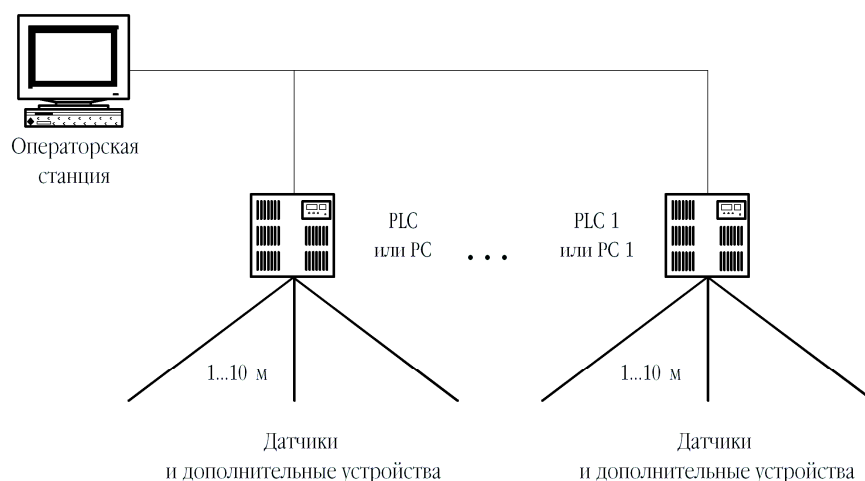 Операторская
станция
PLC
или PC
. . .
PLC 1
или PC 1
1...10 м
1...10 м
Датчики
и дополнительные устройства
Датчики
и дополнительные устройства